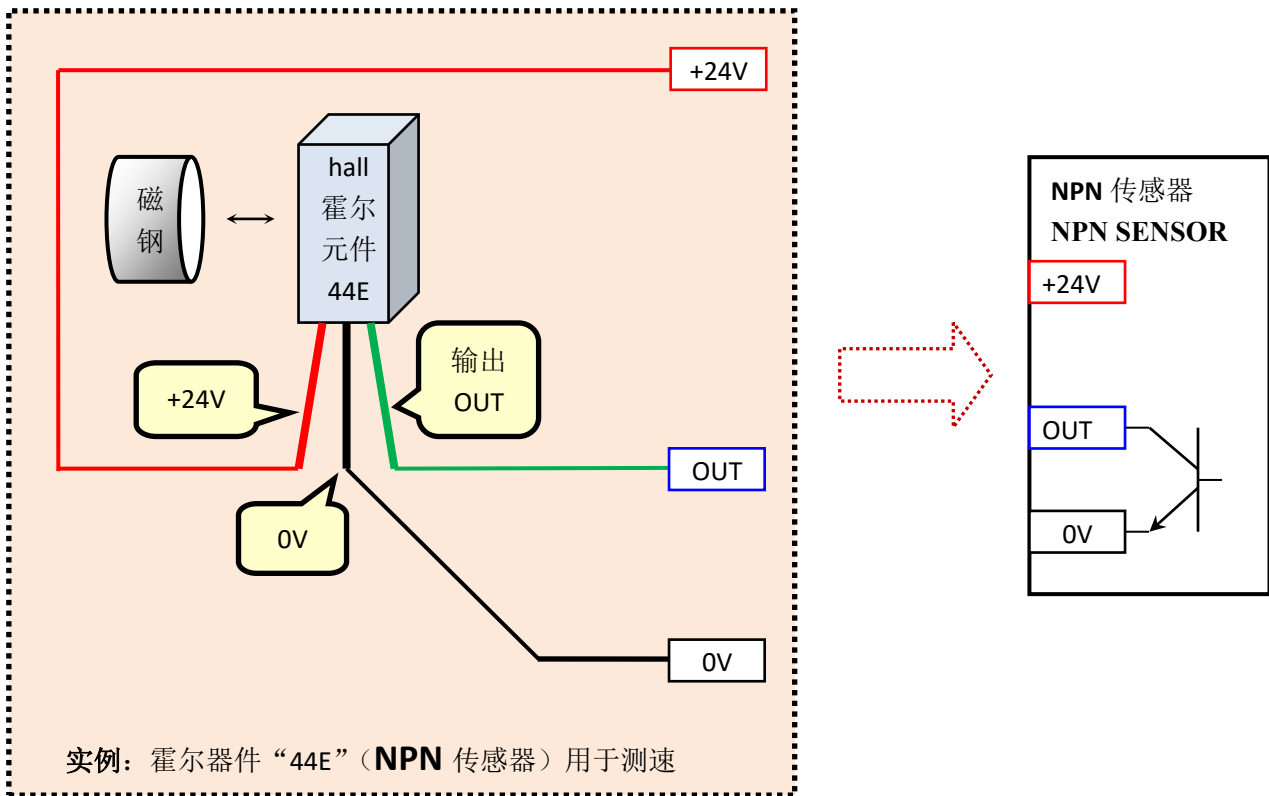 +24V
磁
钢
hall
霍尔
元件
44E
+24V
输出
OUT
0V
OUT
0V
实例：霍尔器件“44E”（NPN 传感器）用于测速
NPN 传感器
NPN SENSOR
+24V
OUT
0V